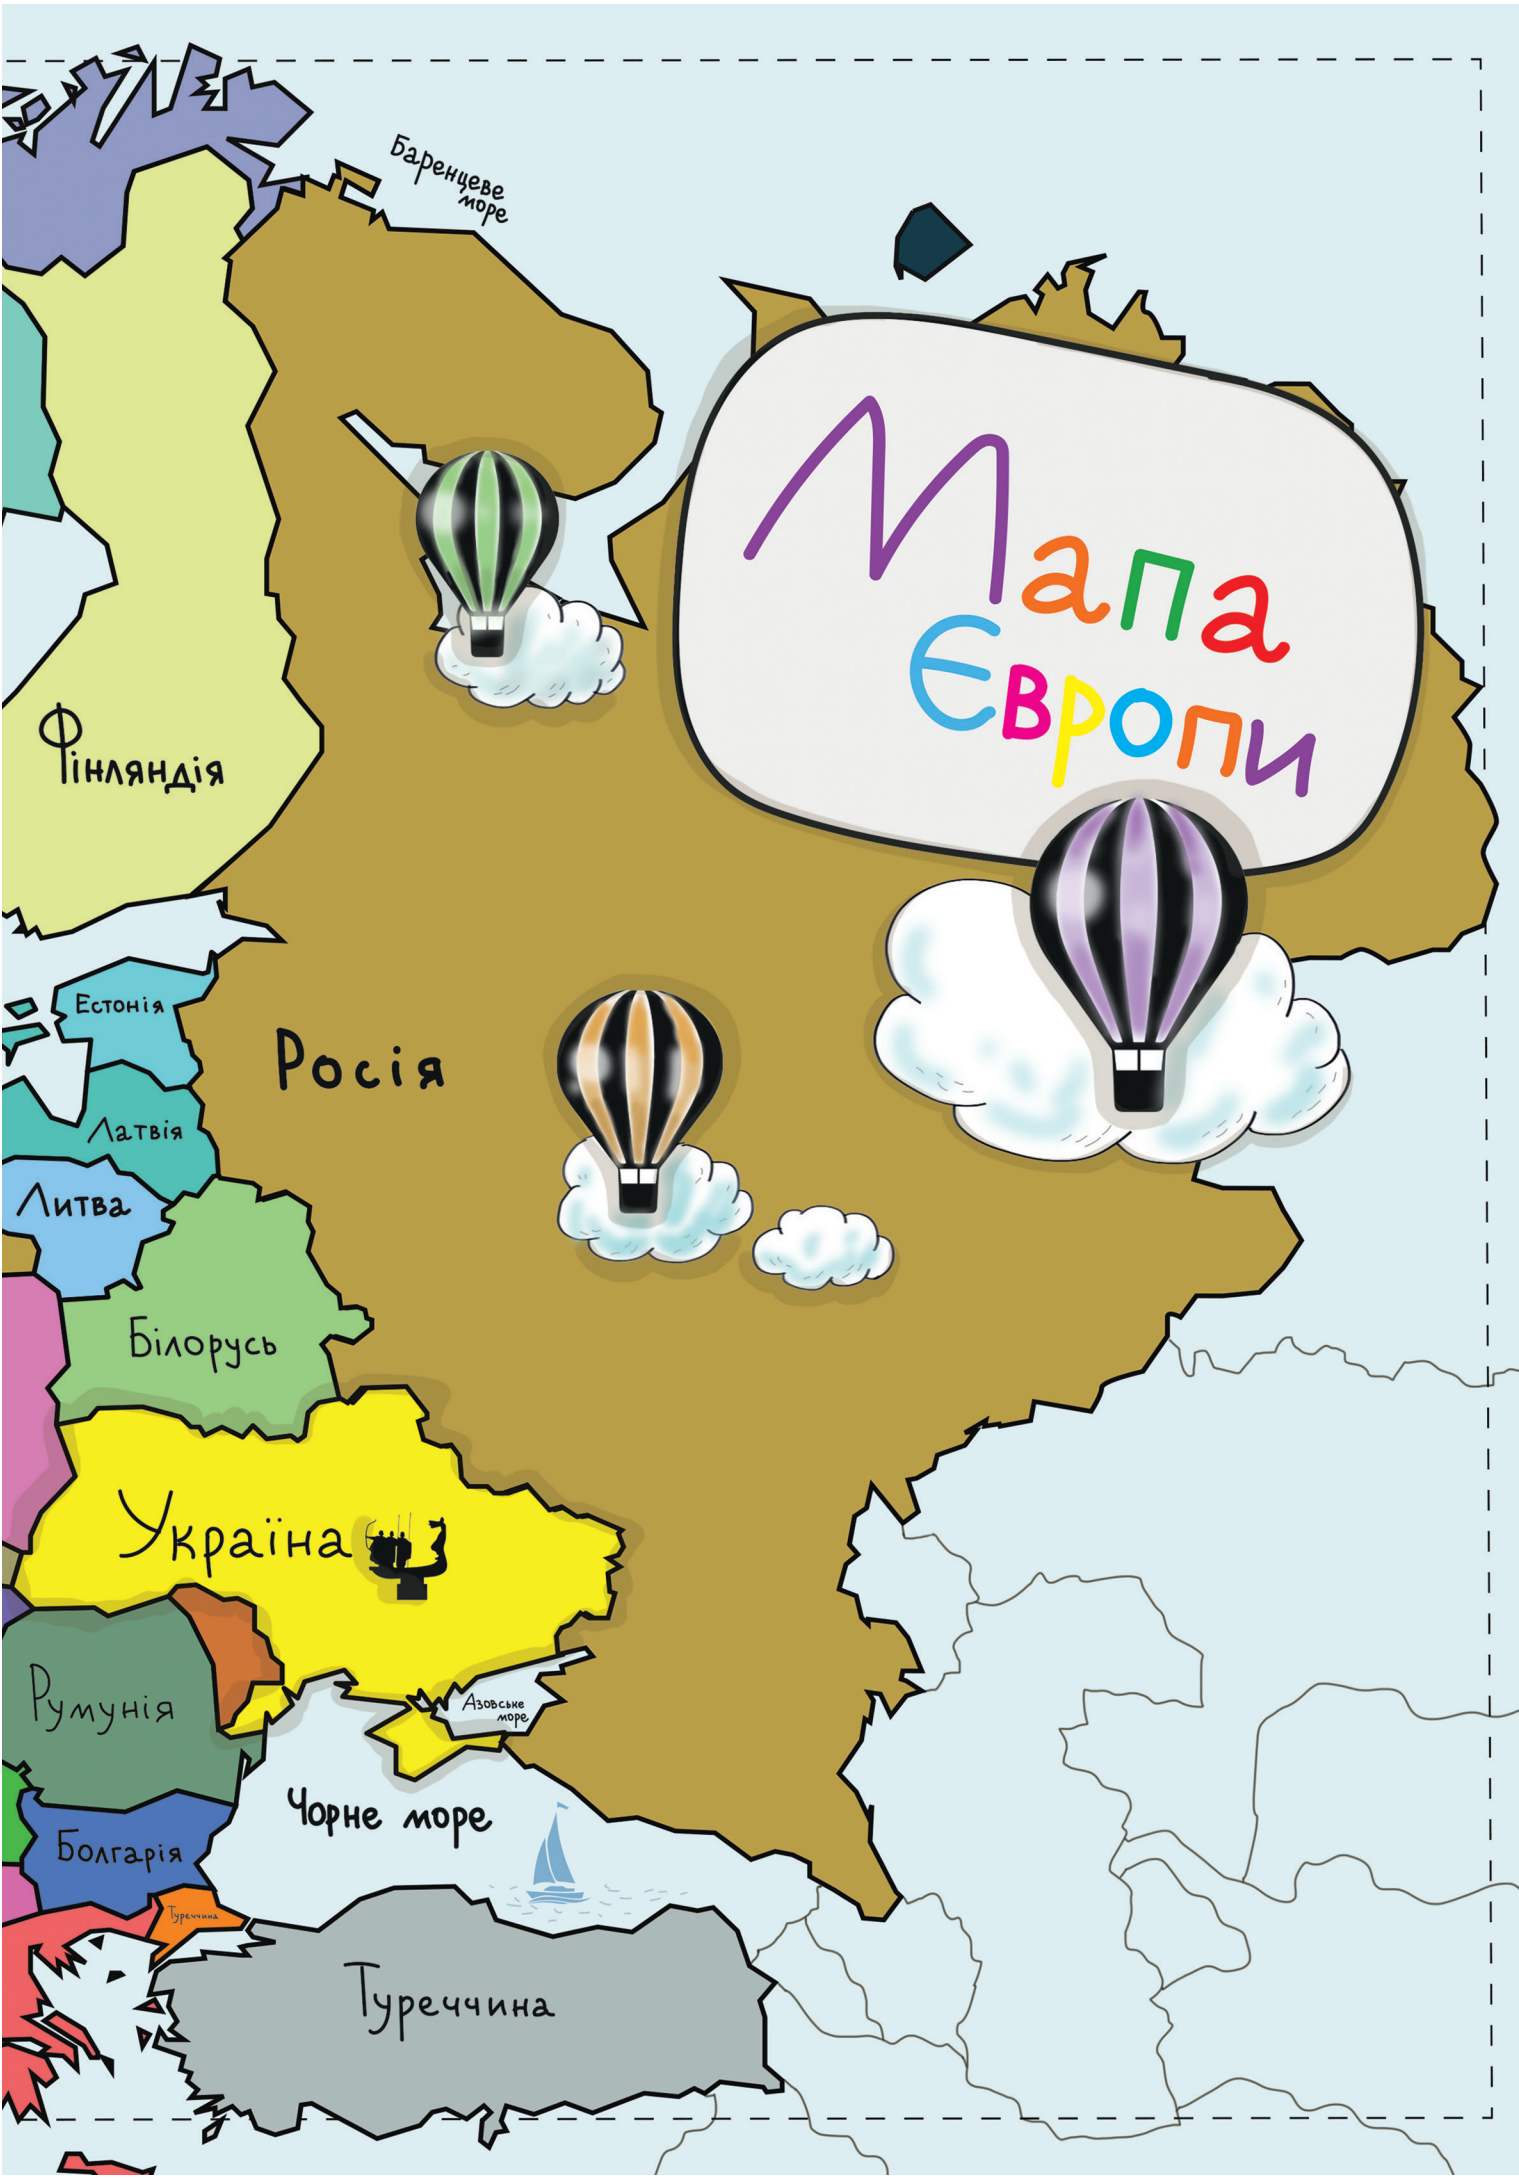 Баренцеве
море
Мапа
Європи
Фінляндія
Естонія
Росія
Латвія
Литва
Білорусь
Україна
Румунія
Азовське
море
Чорне море
Болгарія
Туреччина
Туреччина